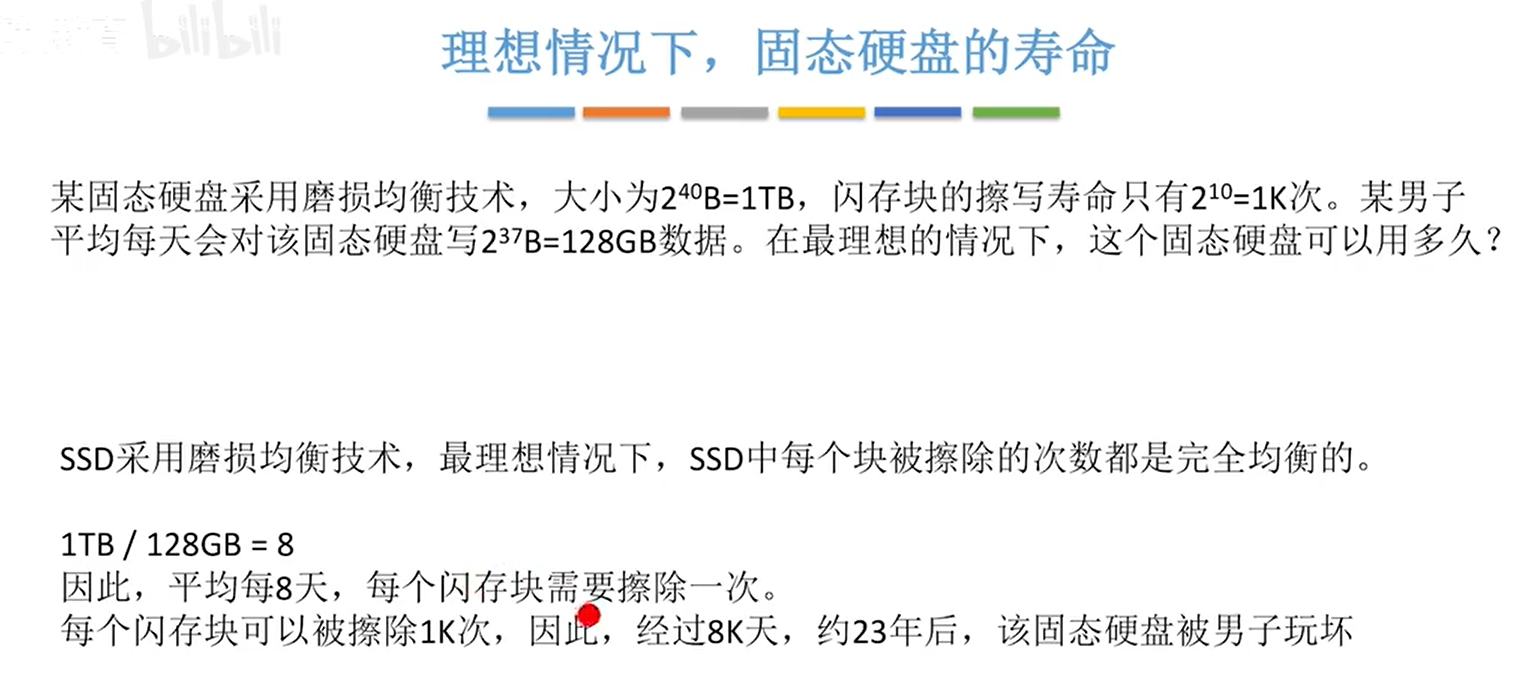 bilibili
理想情况下，固态硬盘的寿命
某固态硬盘采用磨损均衡技术，大小为2⁴⁰B=1TB，闪存块的擦写寿命只有2¹⁰=1K次。某男子
平均每天会对该固态硬盘写2³⁷B=128GB数据。在最理想的情况下，这个固态硬盘可以用多久？
SSD采用磨损均衡技术，最理想情况下，SSD中每个块被擦除的次数都是完全均衡的。
1TB / 128GB = 8
因此，平均每8天，每个闪存块需要擦除一次。
每个闪存块可以被擦除1K次，因此，经过8K天，约23年后，该固态硬盘被男子玩坏